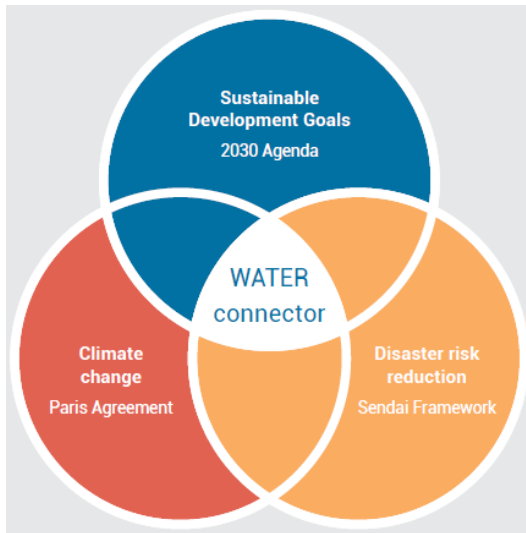 Sustainable
Development Goals
2030 Agenda
WATER
connector
Climate
change
Paris Agreement
Disaster risk
reduction
Sendai Framework